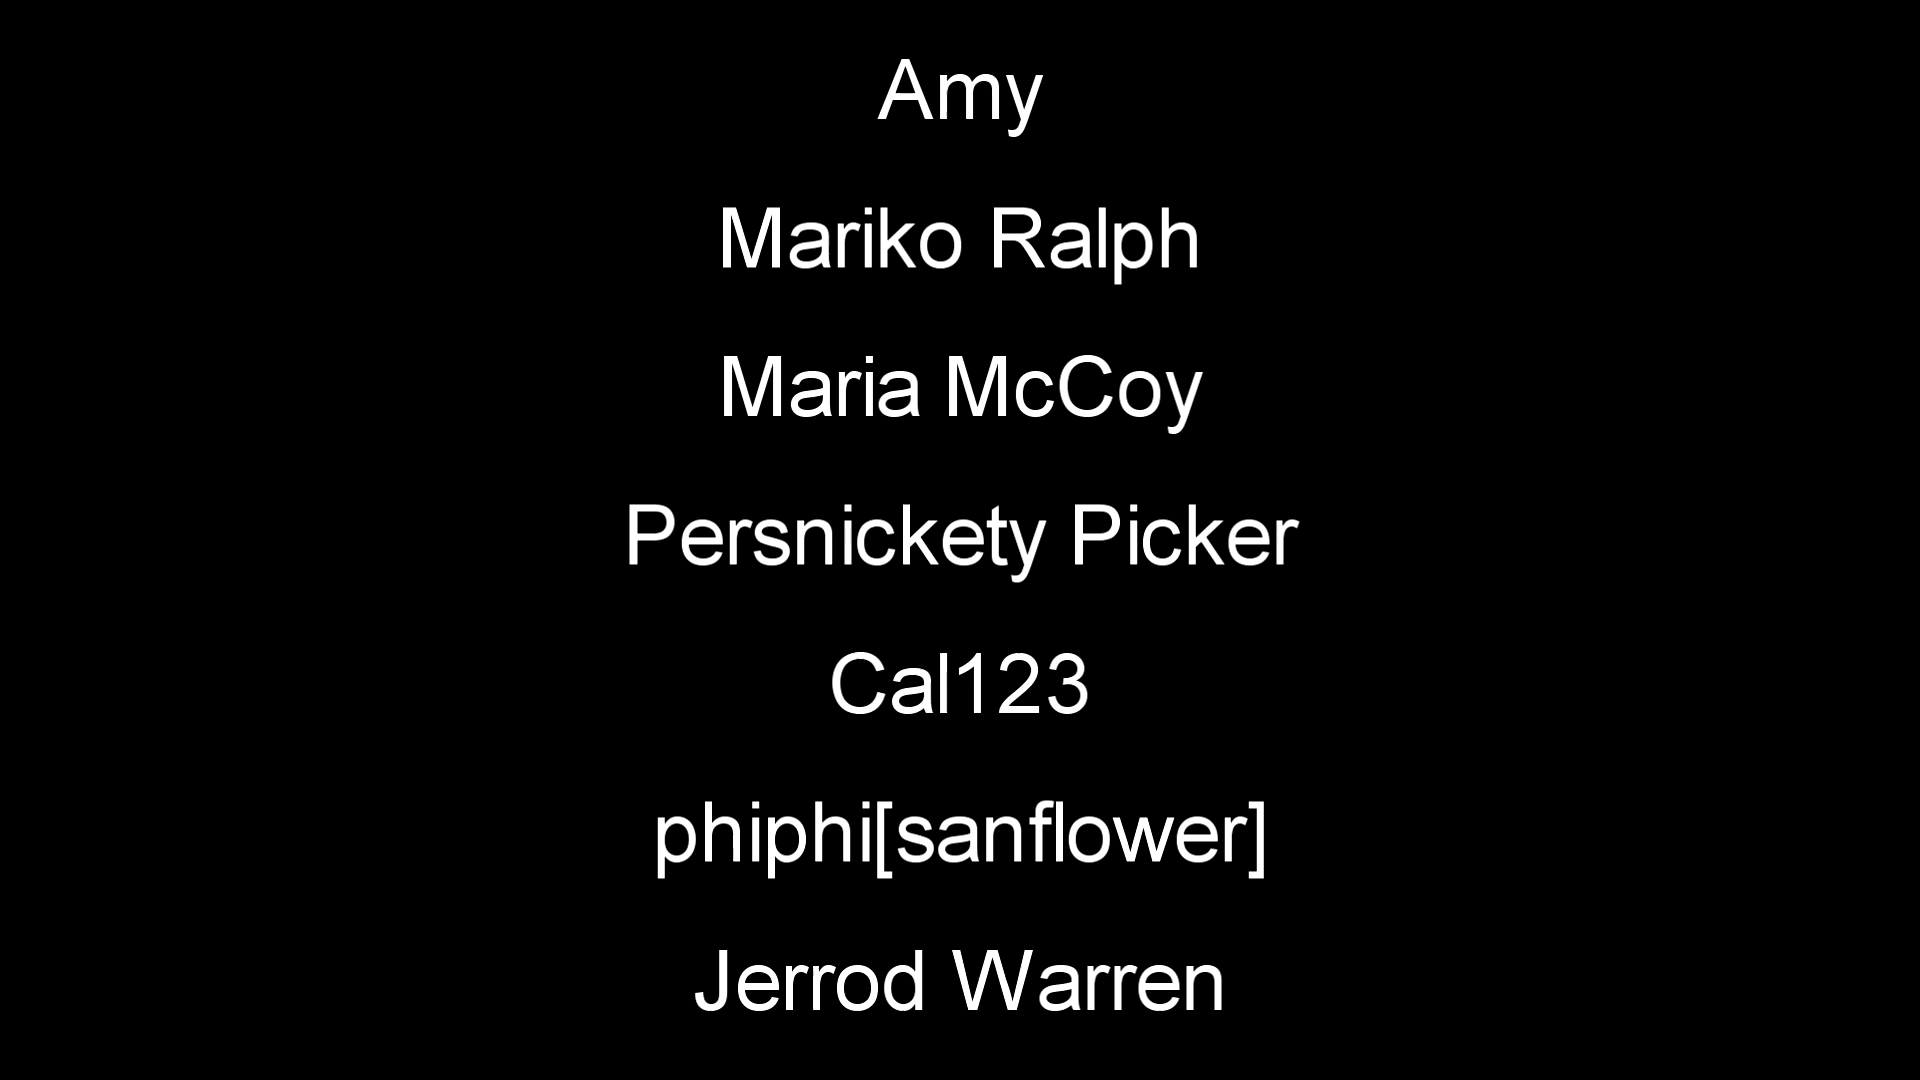 Amy
Mariko Ralph
Maria McCoy
Persnickety Picker
Cal123
phiphi[sanflower]
Jerrod Warren